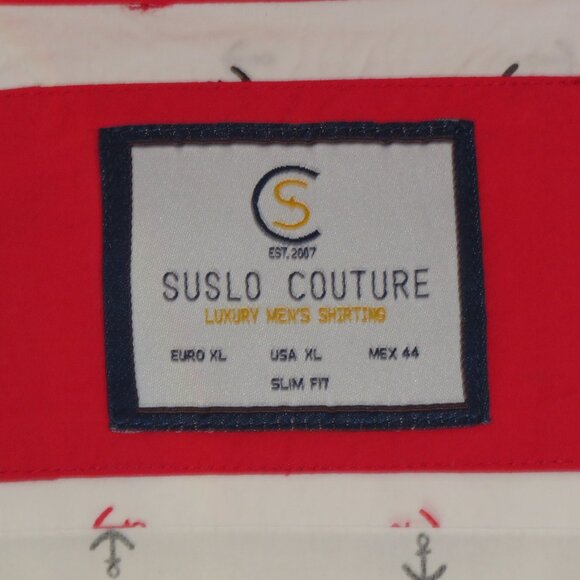 CS
EST. 2007
SUSLO COUTURE
LUXURY MEN'S SHIRTING
EURO XL USA XL MEX 44
SLIM FIT